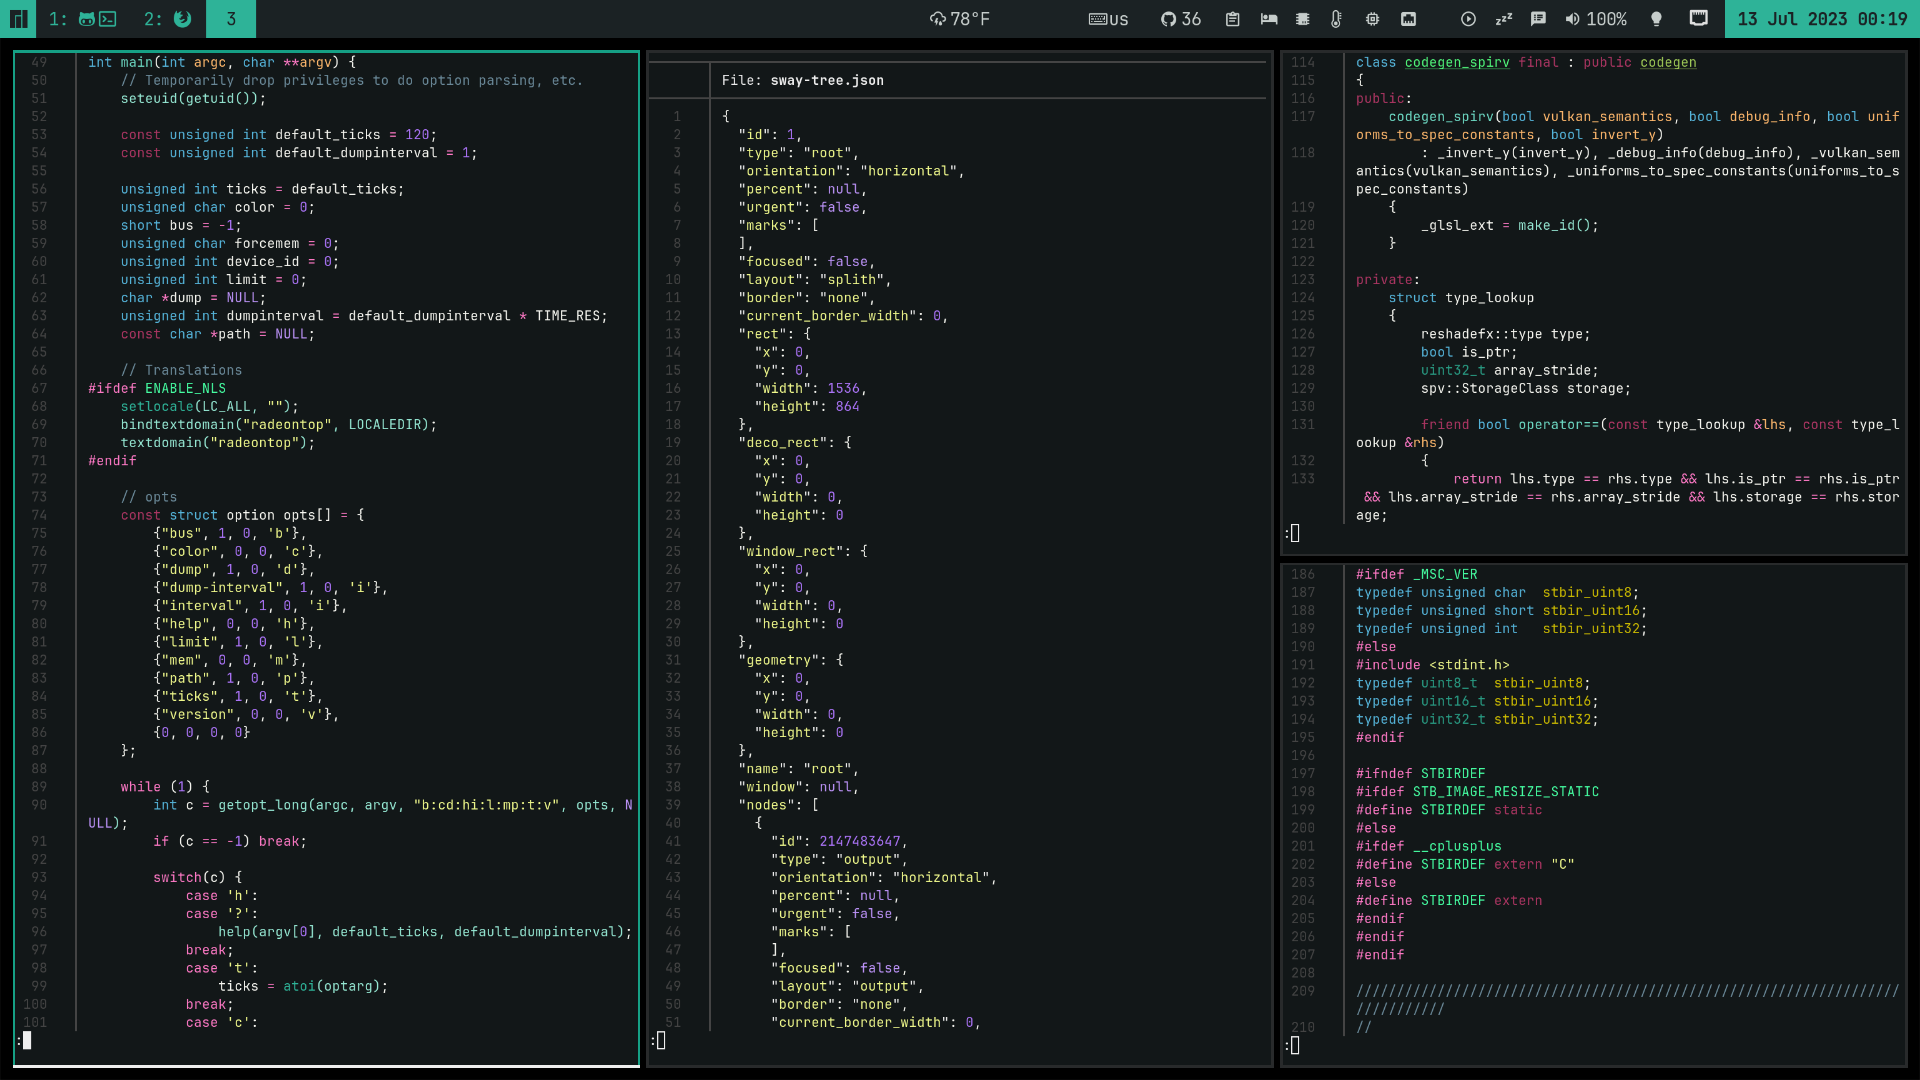 1:
2:
3
78°F
us
36
100%
13 Jul 2023 00:19
49 int main(int argc, char **argv) {
50     // Temporarily drop privileges to do option parsing, etc.
51     seteuid(getuid());
52
53     const unsigned int default_ticks = 120;
54     const unsigned int default_dumpinterval = 1;
55
56     unsigned int ticks = default_ticks;
57     unsigned char color = 0;
58     short bus = -1;
59     unsigned char forcemem = 0;
60     unsigned int device_id = 0;
61     unsigned int limit = 0;
62     char *dump = NULL;
63     unsigned int dumpinterval = default_dumpinterval * TIME_RES;
64     const char *path = NULL;
65
66     // Translations
67 #ifdef ENABLE_NLS
68     setlocale(LC_ALL, "");
69     bindtextdomain("radeontop", LOCALEDIR);
70     textdomain("radeontop");
71 #endif
72
73     // opts
74     const struct option opts[] = {
75         {"bus", 1, 0, 'b'},
76         {"color", 0, 0, 'c'},
77         {"dump", 1, 0, 'd'},
78         {"dump-interval", 1, 0, 'i'},
79         {"interval", 1, 0, 'i'},
80         {"help", 0, 0, 'h'},
81         {"limit", 1, 0, 'l'},
82         {"mem", 0, 0, 'm'},
83         {"path", 1, 0, 'p'},
84         {"ticks", 1, 0, 't'},
85         {"version", 0, 0, 'v'},
86         {0, 0, 0, 0}
87     };
88
89     while (1) {
90         int c = getopt_long(argc, argv, "b:cd:hi:l:mp:t:v", opts, N
ULL);
91         if (c == -1) break;
92
93         switch(c) {
94             case 'h':
95             case '?':
96                 help(argv[0], default_ticks, default_dumpinterval);
97             break;
98             case 't':
99                 ticks = atoi(optarg);
100             break;
101             case 'c':
:
File: sway-tree.json
1 {
2   "id": 1,
3   "type": "root",
4   "orientation": "horizontal",
5   "percent": null,
6   "urgent": false,
7   "marks": [
8   ],
9   "focused": false,
10   "layout": "splith",
11   "border": "none",
12   "current_border_width": 0,
13   "rect": {
14     "x": 0,
15     "y": 0,
16     "width": 1536,
17     "height": 864
18   },
19   "deco_rect": {
20     "x": 0,
21     "y": 0,
22     "width": 0,
23     "height": 0
24   },
25   "window_rect": {
26     "x": 0,
27     "y": 0,
28     "width": 0,
29     "height": 0
30   },
31   "geometry": {
32     "x": 0,
33     "y": 0,
34     "width": 0,
35     "height": 0
36   },
37   "name": "root",
38   "window": null,
39   "nodes": [
40     {
41       "id": 2147483647,
42       "type": "output",
43       "orientation": "horizontal",
44       "percent": null,
45       "urgent": false,
46       "marks": [
47       ],
48       "focused": false,
49       "layout": "output",
50       "border": "none",
51       "current_border_width": 0,
:
114 class codegen_spirv final : public codegen
115 {
116 public:
117     codegen_spirv(bool vulkan_semantics, bool debug_info, bool unif
orms_to_spec_constants, bool invert_y)
118         : _invert_y(invert_y), _debug_info(debug_info), _vulkan_sem
antics(vulkan_semantics), _uniforms_to_spec_constants(uniforms_to_s
pec_constants)
119     {
120         _glsl_ext = make_id();
121     }
122
123 private:
124     struct type_lookup
125     {
126         reshadefx::type type;
127         bool is_ptr;
128         uint32_t array_stride;
129         spv::StorageClass storage;
130
131         friend bool operator==(const type_lookup &lhs, const type_l
ookup &rhs)
132         {
133             return lhs.type == rhs.type && lhs.is_ptr == rhs.is_ptr
 && lhs.array_stride == rhs.array_stride && lhs.storage == rhs.stor
age;
:
186 #ifdef _MSC_VER
187 typedef unsigned char  stbir_uint8;
188 typedef unsigned short stbir_uint16;
189 typedef unsigned int   stbir_uint32;
190 #else
191 #include <stdint.h>
192 typedef uint8_t  stbir_uint8;
193 typedef uint16_t stbir_uint16;
194 typedef uint32_t stbir_uint32;
195 #endif
196
197 #ifndef STBIRDEF
198 #ifdef STB_IMAGE_RESIZE_STATIC
199 #define STBIRDEF static
200 #else
201 #ifdef __cplusplus
202 #define STBIRDEF extern "C"
203 #else
204 #define STBIRDEF extern
205 #endif
206 #endif
207 #endif
208
209 ///////////////////////////////////////////////////////////////////
///////////
210 //
: